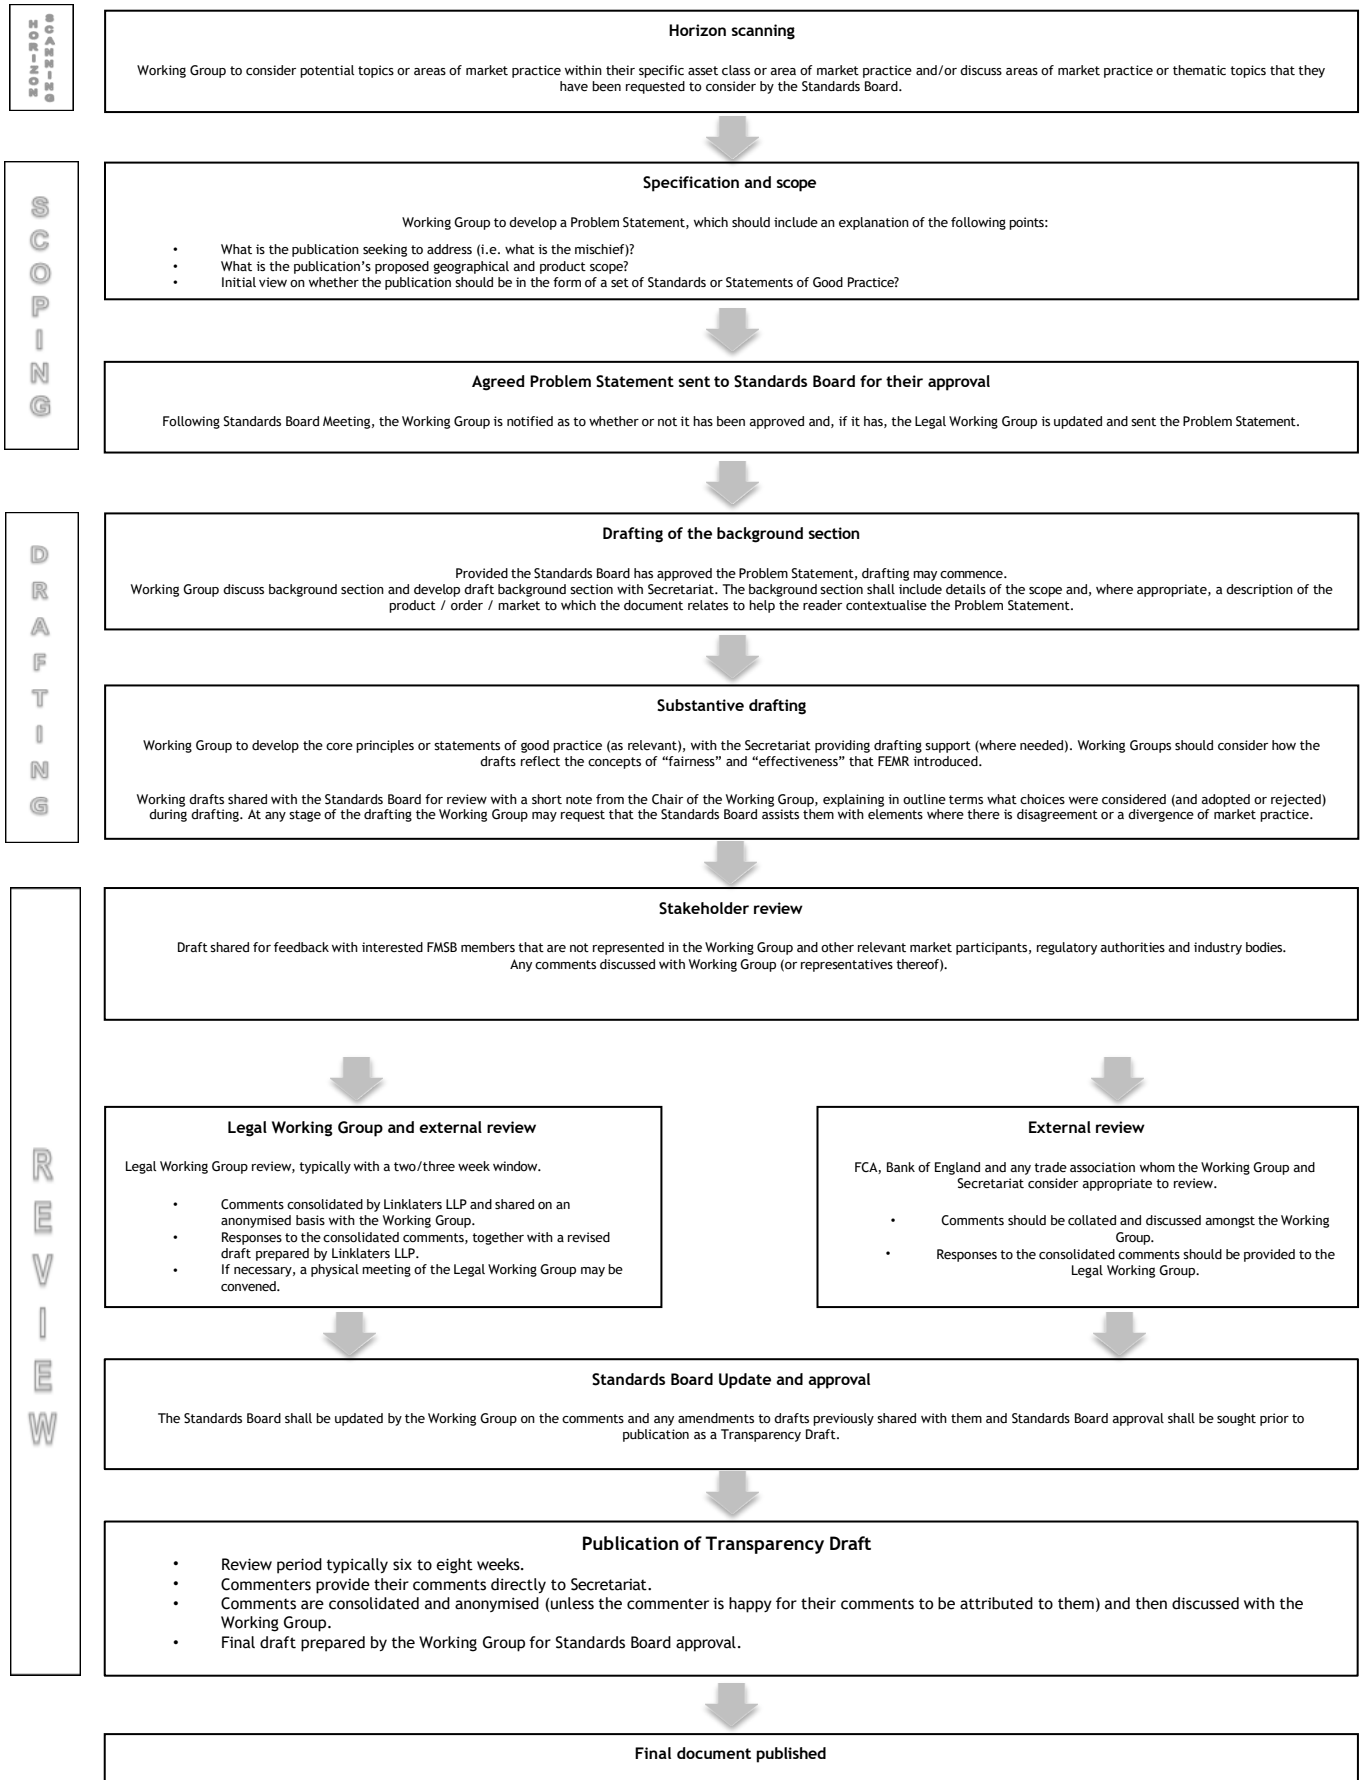 HORIZON
SCANNING
Horizon scanning
Working Group to consider potential topics or areas of market practice within their specific asset class or area of market practice and/or discuss areas of market practice or thematic topics that they
have been requested to consider by the Standards Board.
SCOPING
Specification and scope
Working Group to develop a Problem Statement, which should include an explanation of the following points:
• What is the publication seeking to address (i.e. what is the mischief)?
• What is the publication’s proposed geographical and product scope?
• Initial view on whether the publication should be in the form of a set of Standards or Statements of Good Practice?
Agreed Problem Statement sent to Standards Board for their approval
Following Standards Board Meeting, the Working Group is notified as to whether or not it has been approved and, if it has, the Legal Working Group is updated and sent the Problem Statement.
DRAFTING
Drafting of the background section
Provided the Standards Board has approved the Problem Statement, drafting may commence.
Working Group discuss background section and develop draft background section with Secretariat. The background section shall include details of the scope and, where appropriate, a description of the
product / order / market to which the document relates to help the reader contextualise the Problem Statement.
Substantive drafting
Working Group to develop the core principles or statements of good practice (as relevant), with the Secretariat providing drafting support (where needed). Working Groups should consider how the
drafts reflect the concepts of “fairness” and “effectiveness” that FEMR introduced.
Working drafts shared with the Standards Board for review with a short note from the Chair of the Working Group, explaining in outline terms what choices were considered (and adopted or rejected)
during drafting. At any stage of the drafting the Working Group may request that the Standards Board assists them with elements where there is disagreement or a divergence of market practice.
REVIEW
Stakeholder review
Draft shared for feedback with interested FMSB members that are not represented in the Working Group and other relevant market participants, regulatory authorities and industry bodies.
Any comments discussed with Working Group (or representatives thereof).
Legal Working Group and external review
Legal Working Group review, typically with a two/three week window.
• Comments consolidated by Linklaters LLP and shared on an
anonymised basis with the Working Group.
• Responses to the consolidated comments, together with a revised
draft prepared by Linklaters LLP.
• If necessary, a physical meeting of the Legal Working Group may be
convened.
External review
FCA, Bank of England and any trade association whom the Working Group and
Secretariat consider appropriate to review.
• Comments should be collated and discussed amongst the Working
Group.
• Responses to the consolidated comments should be provided to the
Legal Working Group.
Standards Board Update and approval
The Standards Board shall be updated by the Working Group on the comments and any amendments to drafts previously shared with them and Standards Board approval shall be sought prior to
publication as a Transparency Draft.
Publication of Transparency Draft
• Review period typically six to eight weeks.
• Commenters provide their comments directly to Secretariat.
• Comments are consolidated and anonymised (unless the commenter is happy for their comments to be attributed to them) and then discussed with the
Working Group.
• Final draft prepared by the Working Group for Standards Board approval.
Final document published